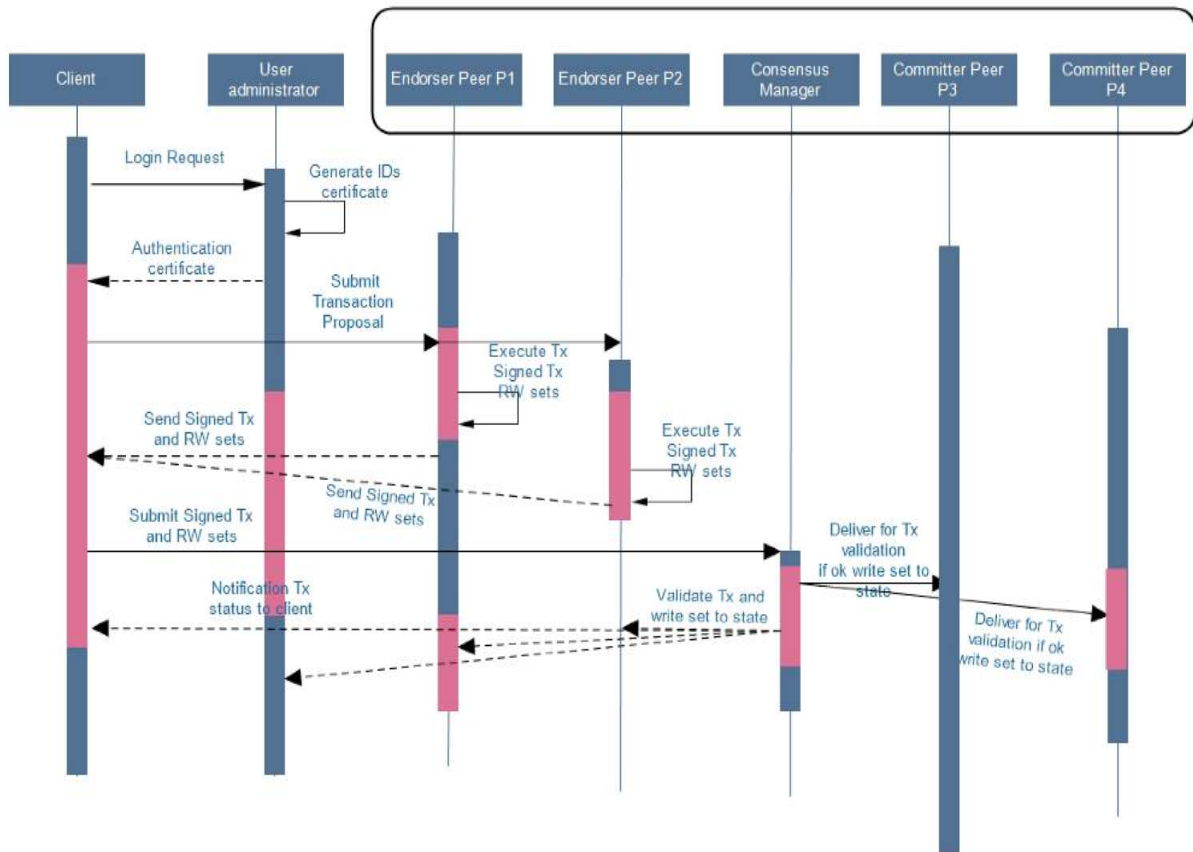 Client
User
administrator
Endorser Peer P1
Endorser Peer P2
Consensus
Manager
Committer Peer
P3
Committer Peer
P4
Login Request
Generate IDs
certificate
Authentication
certificate
Submit
Transaction
Proposal
Execute Tx
Signed Tx
RW sets
Send Signed Tx
and RW sets
Execute Tx
Signed Tx
RW sets
Send Signed Tx
and RW sets
Submit Signed Tx
and RW sets
Deliver for Tx
validation
if ok write set to
state
Notification Tx
status to client
Validate Tx and
write set to state
Deliver for Tx
validation if ok
write set to state